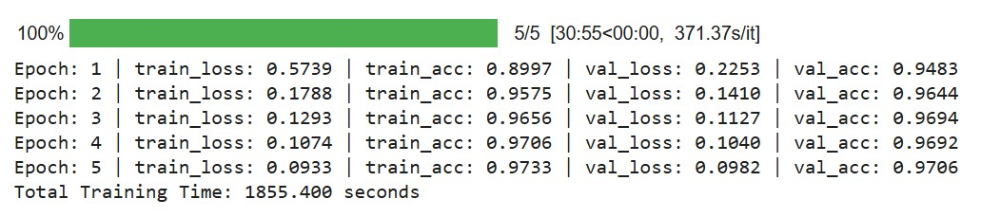 100% 5/5 [30:55<00:00, 371.37s/it]
Epoch: 1 | train_loss: 0.5739 | train_acc: 0.8997 | val_loss: 0.2253 | val_acc: 0.9483
Epoch: 2 | train_loss: 0.1788 | train_acc: 0.9575 | val_loss: 0.1410 | val_acc: 0.9644
Epoch: 3 | train_loss: 0.1293 | train_acc: 0.9656 | val_loss: 0.1127 | val_acc: 0.9694
Epoch: 4 | train_loss: 0.1074 | train_acc: 0.9706 | val_loss: 0.1040 | val_acc: 0.9692
Epoch: 5 | train_loss: 0.0933 | train_acc: 0.9733 | val_loss: 0.0982 | val_acc: 0.9706
Total Training Time: 1855.400 seconds